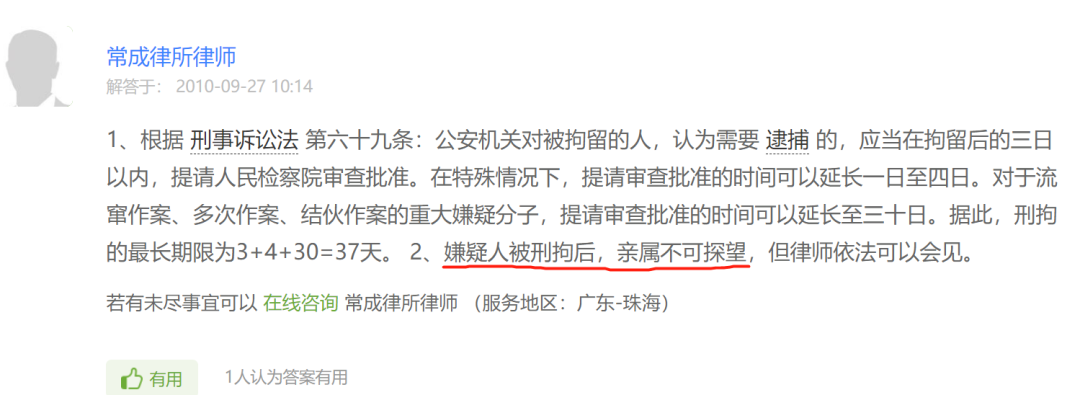 常成律所律师
解答于： 2010-09-27 10:14
1、根据 刑事诉讼法 第六十九条：公安机关对被拘留的人，认为需要 逮捕 的，应当在拘留后的三日
以内，提请人民检察院审查批准。在特殊情况下，提请审查批准的时间可以延长一日至四日。对于流
窜作案、多次作案、结伙作案的重大嫌疑分子，提请审查批准的时间可以延长至三十日。据此，刑拘
的最长期限为3+4+30=37天。 2、嫌疑人被刑拘后，亲属不可探望，但律师依法可以会见。
若有未尽事宜可以 在线咨询 常成律所律师 （服务地区：广东-珠海）
有用 1人认为答案有用